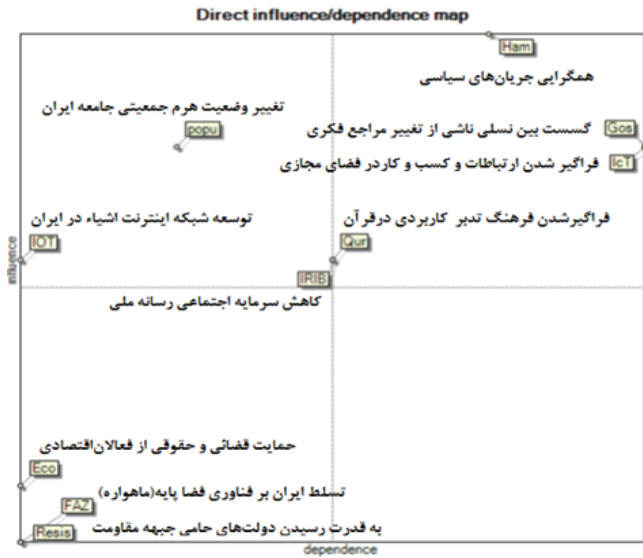 Direct influence/dependence map
Ham
همگرایی جریان‌های سیاسی
تغییر وضعیت هرم جمعیتی جامعه ایران
popu
گسست بین نسلی ناشی از تغییر مراجع فکری
Gos
فراگیر شدن ارتباطات و کسب و کاردر فضای مجازی
IcT
توسعه شبکه اینترنت اشیاء در ایران
IOT
فراگیرشدن فرهنگ تدبر کاربردی درقرآن
Qur
influence
IRIB
کاهش سرمایه اجتماعی رسانه ملی
حمایت قضائی و حقوقی از فعالان‌اقتصادی
Eco
تسلط ایران بر فناوری فضا پایه(ماهواره)
FAZ
به قدرت رسیدن دولت‌های حامی جبهه مقاومت
Resis
dependence